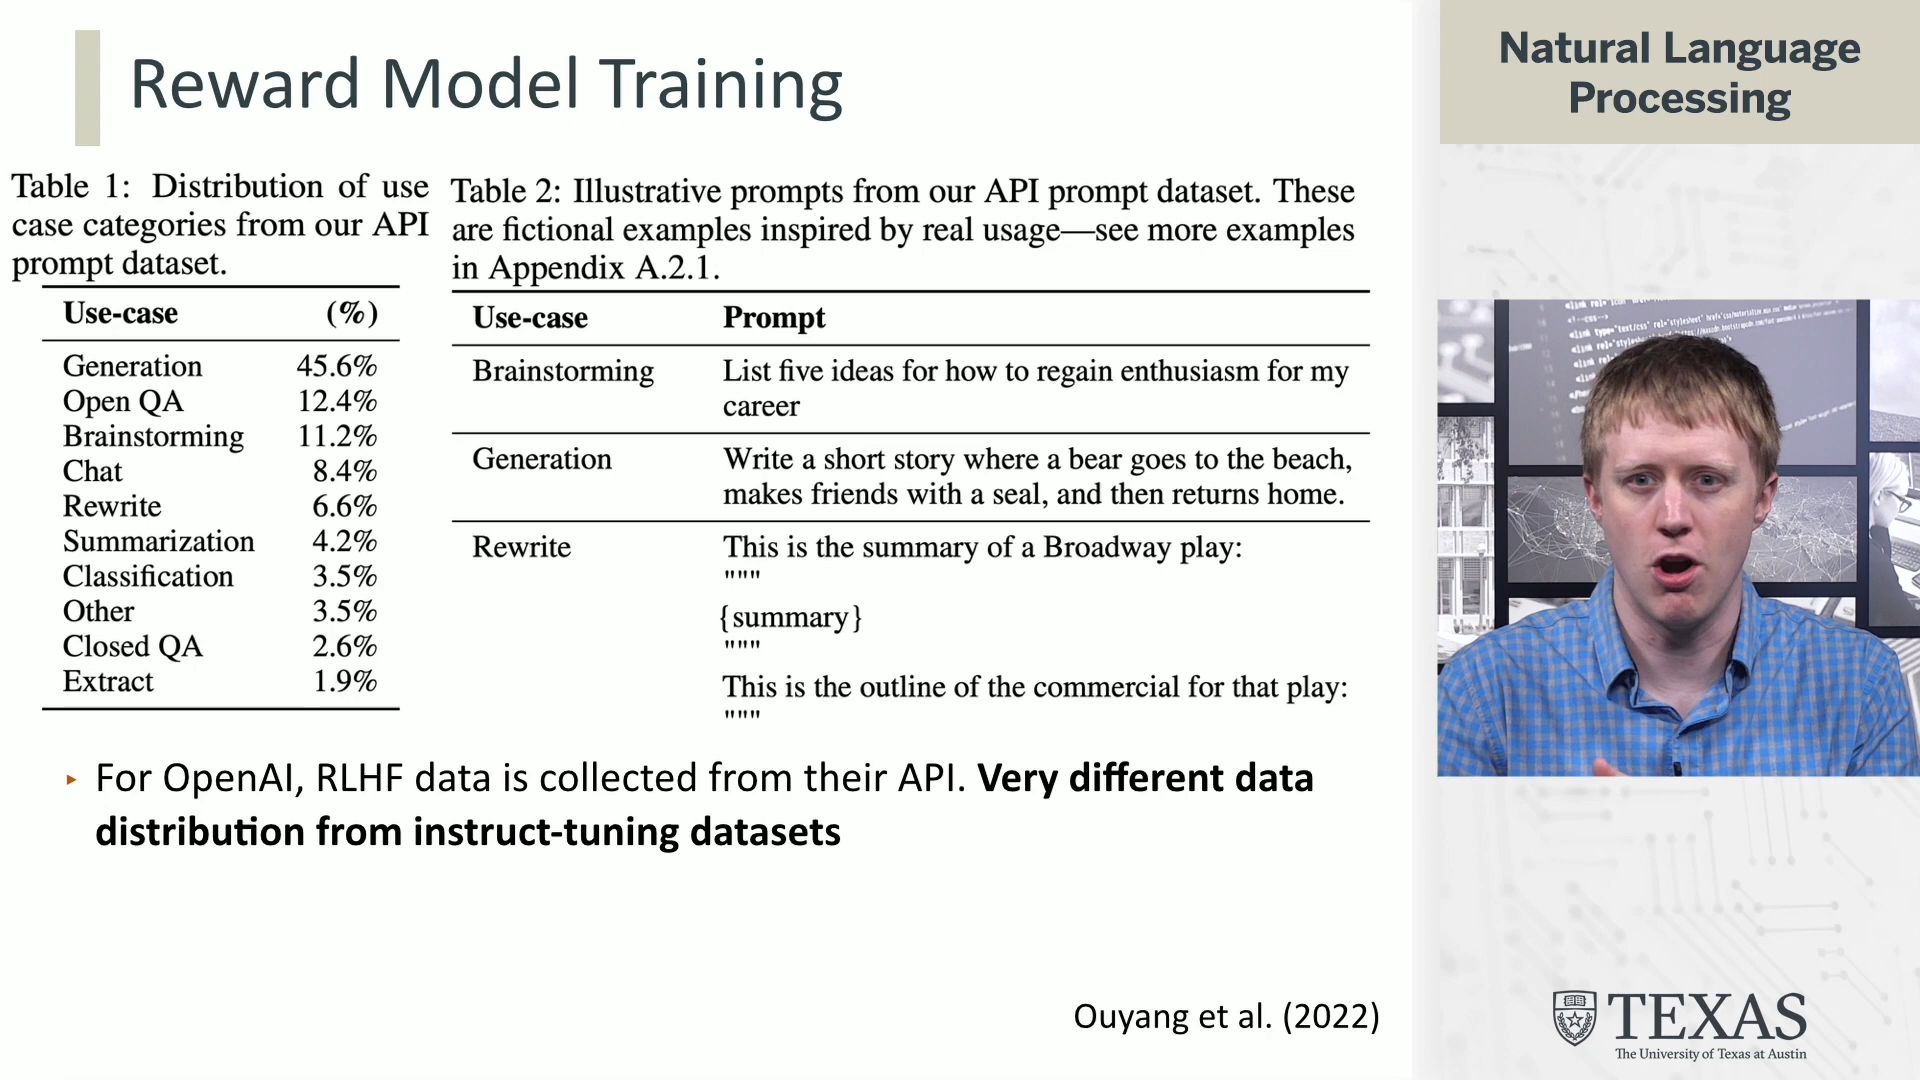 Reward Model Training
Natural Language
Processing
Table 1: Distribution of use
case categories from our API
prompt dataset.
Use-case (%)
Generation 45.6%
Open QA 12.4%
Brainstorming 11.2%
Chat 8.4%
Rewrite 6.6%
Summarization 4.2%
Classification 3.5%
Other 3.5%
Closed QA 2.6%
Extract 1.9%
Table 2: Illustrative prompts from our API prompt dataset. These
are fictional examples inspired by real usage—see more examples
in Appendix A.2.1.
Use-case Prompt
Brainstorming List five ideas for how to regain enthusiasm for my
career
Generation Write a short story where a bear goes to the beach,
makes friends with a seal, and then returns home.
Rewrite This is the summary of a Broadway play:
"""
{summary}
"""
This is the outline of the commercial for that play:
"""
▸ For OpenAI, RLHF data is collected from their API. Very different data
distribution from instruct-tuning datasets
Ouyang et al. (2022)
TEXAS
The University of Texas at Austin